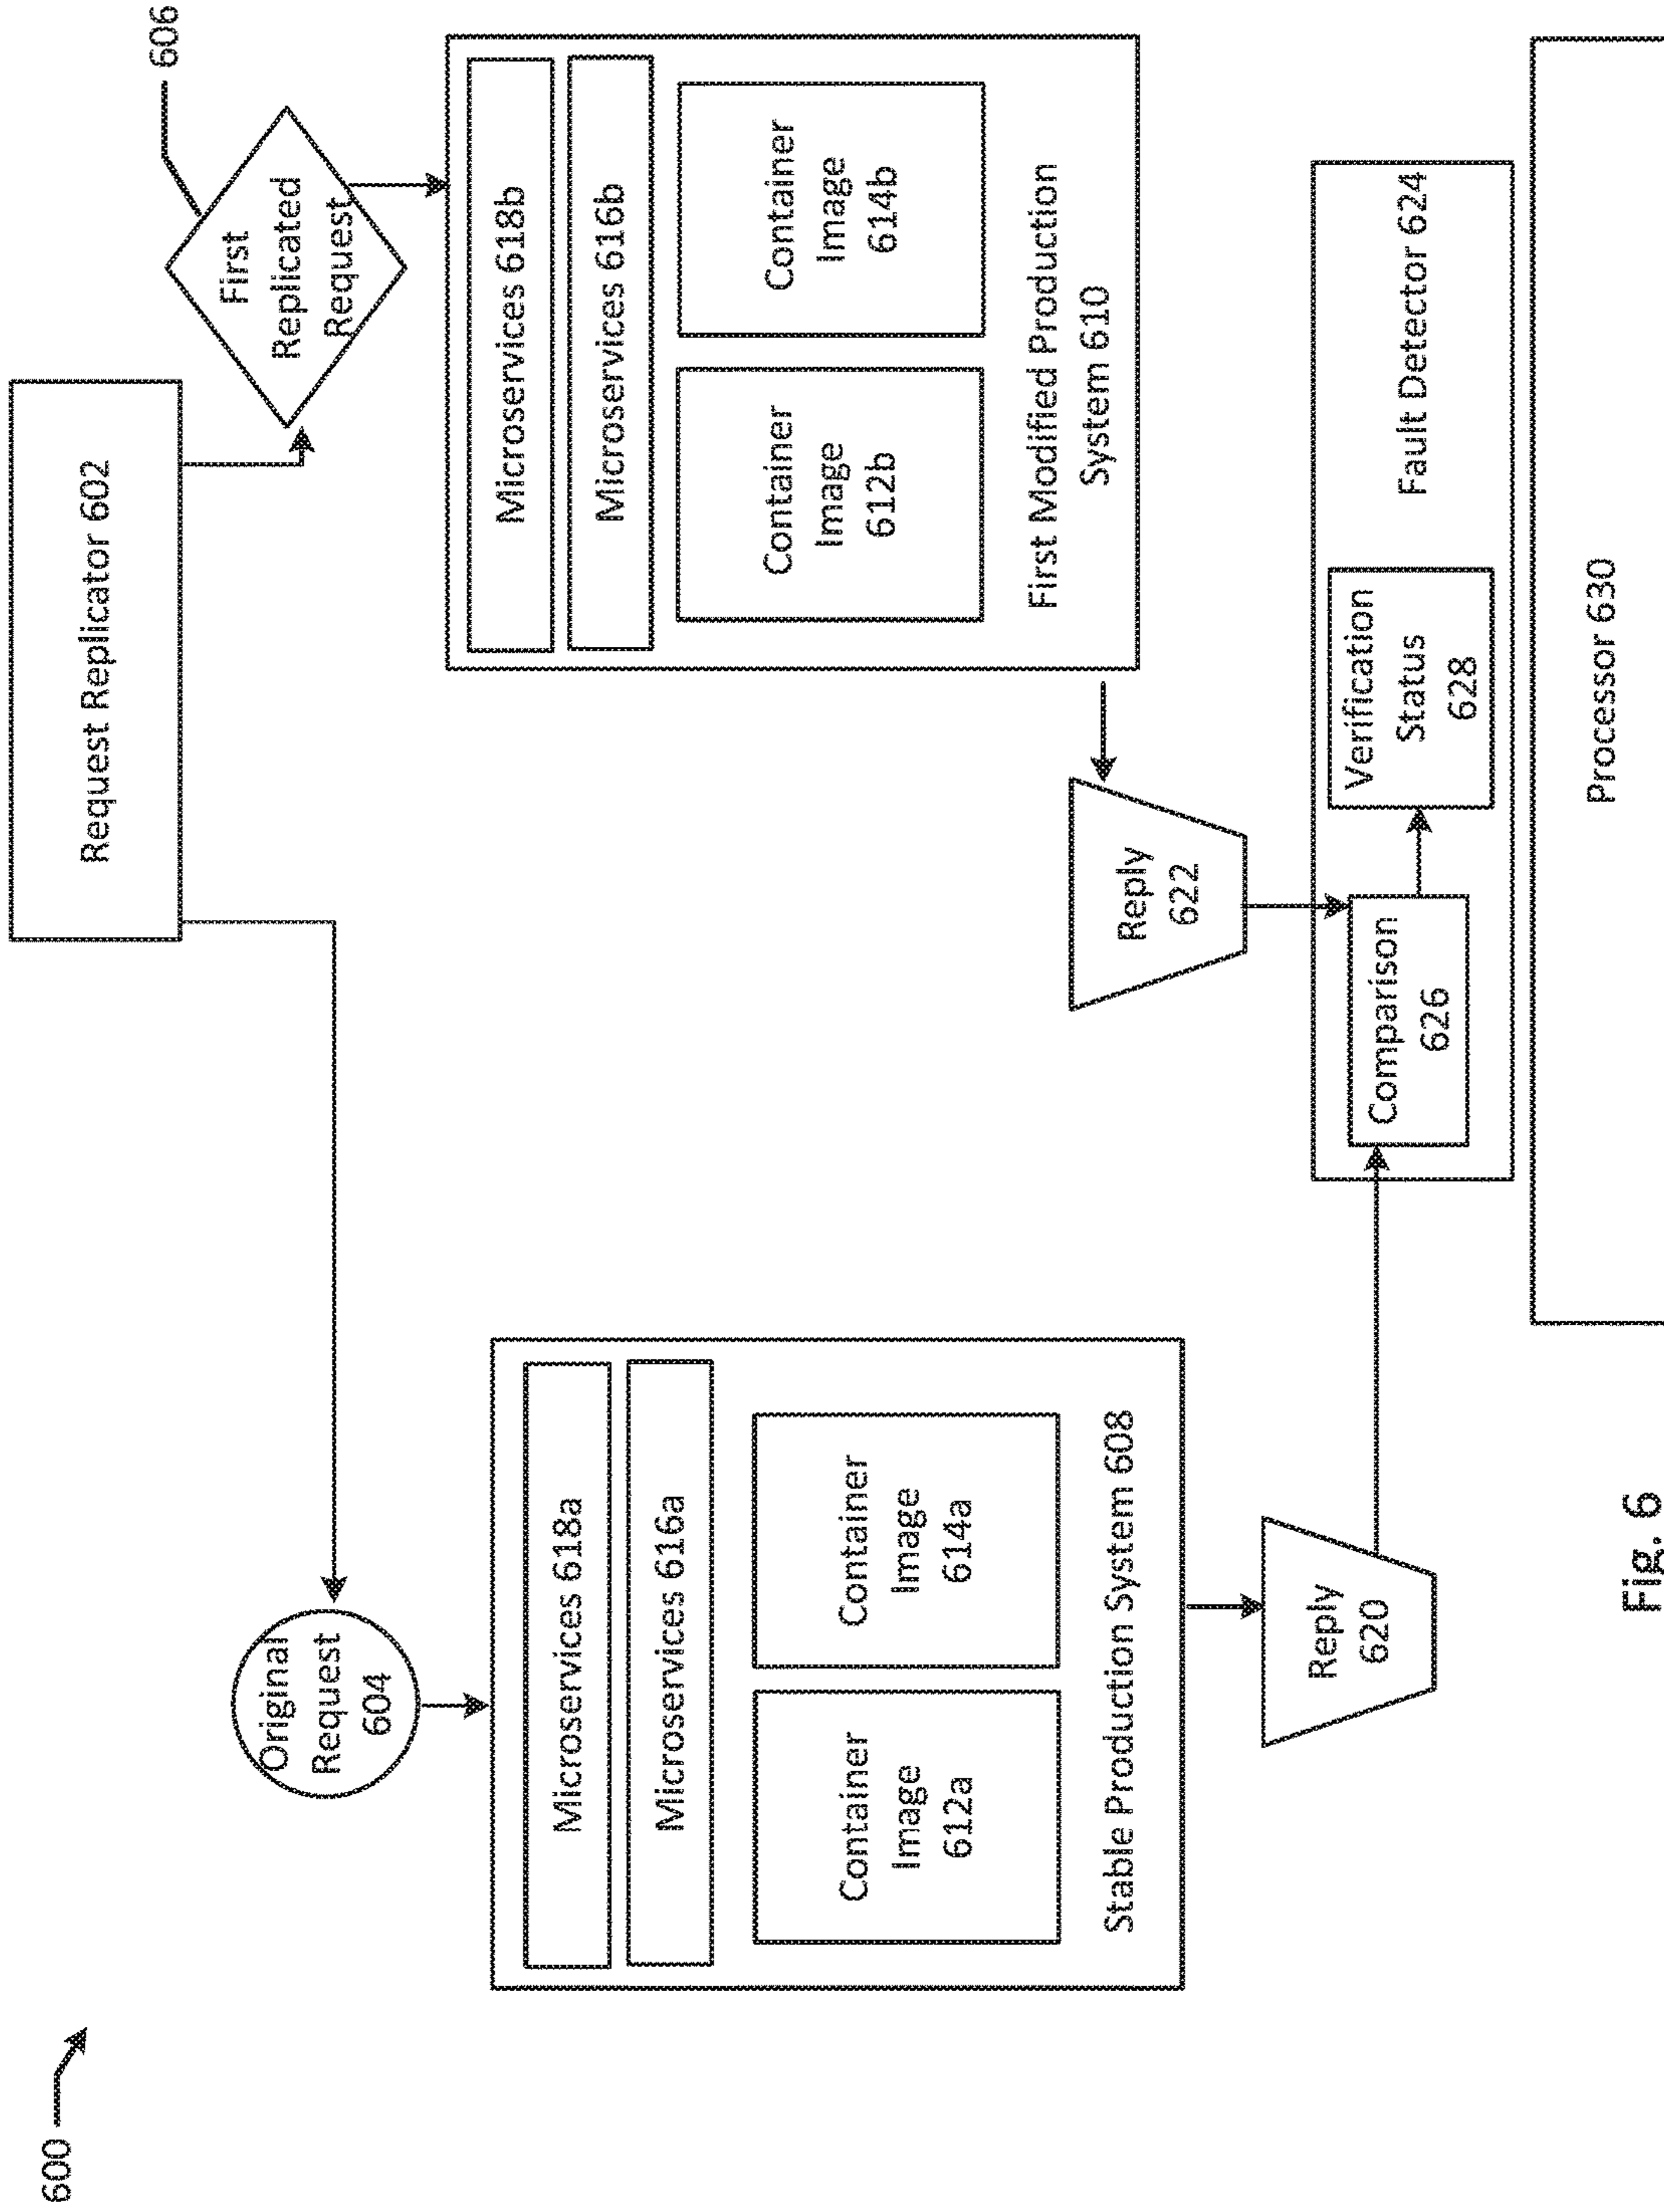 600
Request Replicator 602
606
First
Replicated
Request
Original
Request
604
Microservices 618a
Microservices 616a
Container
Image
612a
Container
Image
614a
Stable Production System 608
Microservices 618b
Microservices 616b
Container
Image
612b
Container
Image
614b
First Modified Production
System 610
Reply
620
Reply
622
Comparison
626
Verification
Status
628
Fault Detector 624
Processor 630
Fig. 6